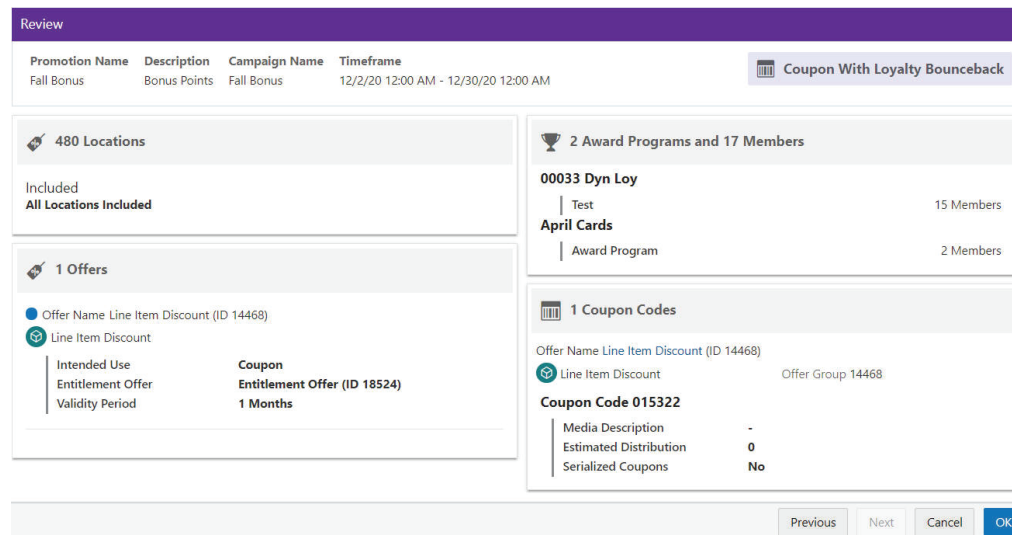 Review
Promotion Name Description Campaign Name Timeframe
Fall Bonus Bonus Points Fall Bonus 12/2/20 12:00 AM - 12/30/20 12:00 AM
Coupon With Loyalty Bounceback
480 Locations
Included
All Locations Included
1 Offers
Offer Name Line Item Discount (ID 14468)
Line Item Discount
Intended Use Coupon
Entitlement Offer Entitlement Offer (ID 18524)
Validity Period 1 Months
2 Award Programs and 17 Members
00033 Dyn Loy
Test 15 Members
April Cards
Award Program 2 Members
1 Coupon Codes
Offer Name Line Item Discount (ID 14468)
Line Item Discount Offer Group 14468
Coupon Code 015322
Media Description -
Estimated Distribution 0
Serialized Coupons No
Previous Next Cancel OK